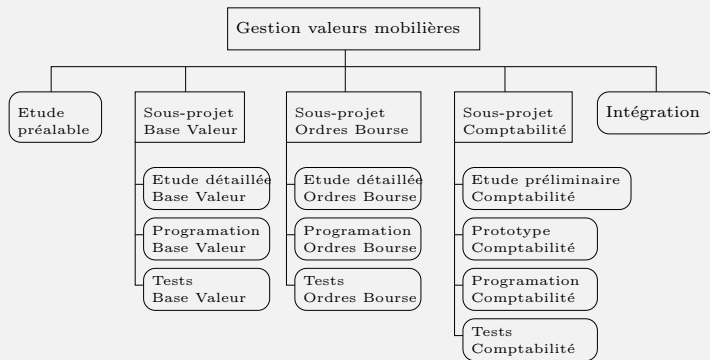 Gestion valeurs mobilières
Etude
préalable
Sous-projet
Base Valeur
Sous-projet
Ordres Bourse
Sous-projet
Comptabilité
Intégration
Etude détaillée
Base Valeur
Etude détaillée
Ordres Bourse
Etude préliminaire
Comptabilité
Programation
Base Valeur
Programation
Ordres Bourse
Prototype
Comptabilité
Tests
Base Valeur
Tests
Ordres Bourse
Programation
Comptabilité
Tests
Comptabilité